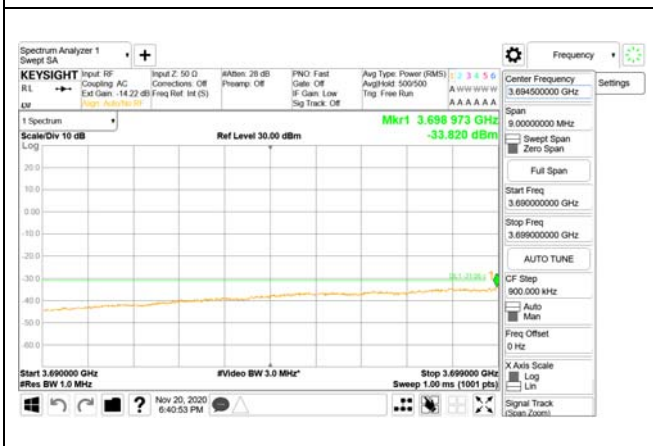 Spectrum Analyzer 1
Swept SA
+
Frequency
KEYSIGHT
Input: RF
Coupling: AC
Ext Gain: -14.22 dB
Align: Auto/No RF
RL
Input Z: 50 Ω
Corrections: Off
Freq Ref: Int (S)
#Atten: 28 dB
Preamp: Off
PNO: Fast
Gate: Off
IF Gain: Low
Sig Track: Off
Avg Type: Power (RMS)
Avg|Hold: 500/500
Trig: Free Run
1 2 3 4 5 6
A W W W W W
A A A A A A
1 Spectrum
Scale/Div 10 dB
Log
Ref Level 30.00 dBm
Mkr1 3.698 973 GHz
-33.820 dBm
20.0
10.0
0.00
-10.0
-20.0
-30.0
-40.0
-50.0
-60.0
1
Start 3.690000 GHz
#Res BW 1.0 MHz
#Video BW 3.0 MHz*
Stop 3.699000 GHz
Sweep 1.00 ms (1001 pts)
?
Nov 20, 2020
6:40:53 PM
Center Frequency
3.694500000 GHz
Settings
Span
9.00000000 MHz
Swept Span
Zero Span
Full Span
Start Freq
3.690000000 GHz
Stop Freq
3.699000000 GHz
AUTO TUNE
CF Step
900.000 kHz
Auto
Man
Freq Offset
0 Hz
X Axis Scale
Log
Lin
Signal Track
(Span Zoom)